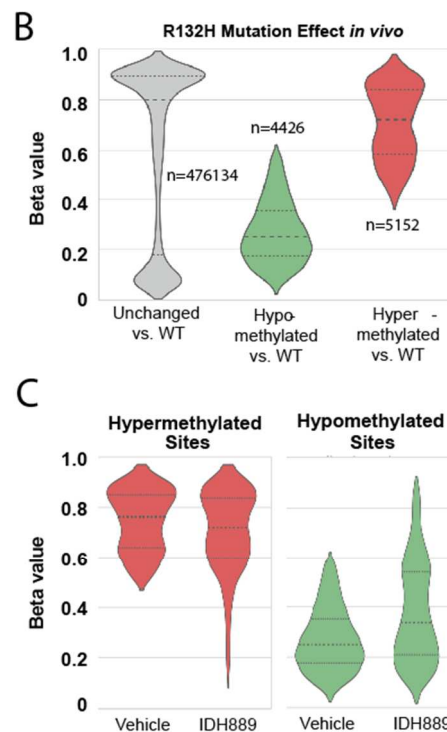 B
R132H Mutation Effect in vivo
Beta value
1.0
0.8
0.6
0.4
0.2
0
n=476134
n=4426
n=5152
Unchanged
vs. WT
Hypo-
methylated
vs. WT
Hyper -
methylated
vs. WT
C
Hypermethylated
Sites
Hypomethylated
Sites
Beta value
1.0
0.8
0.6
0.4
0.2
0
Vehicle
IDH889
Vehicle
IDH889